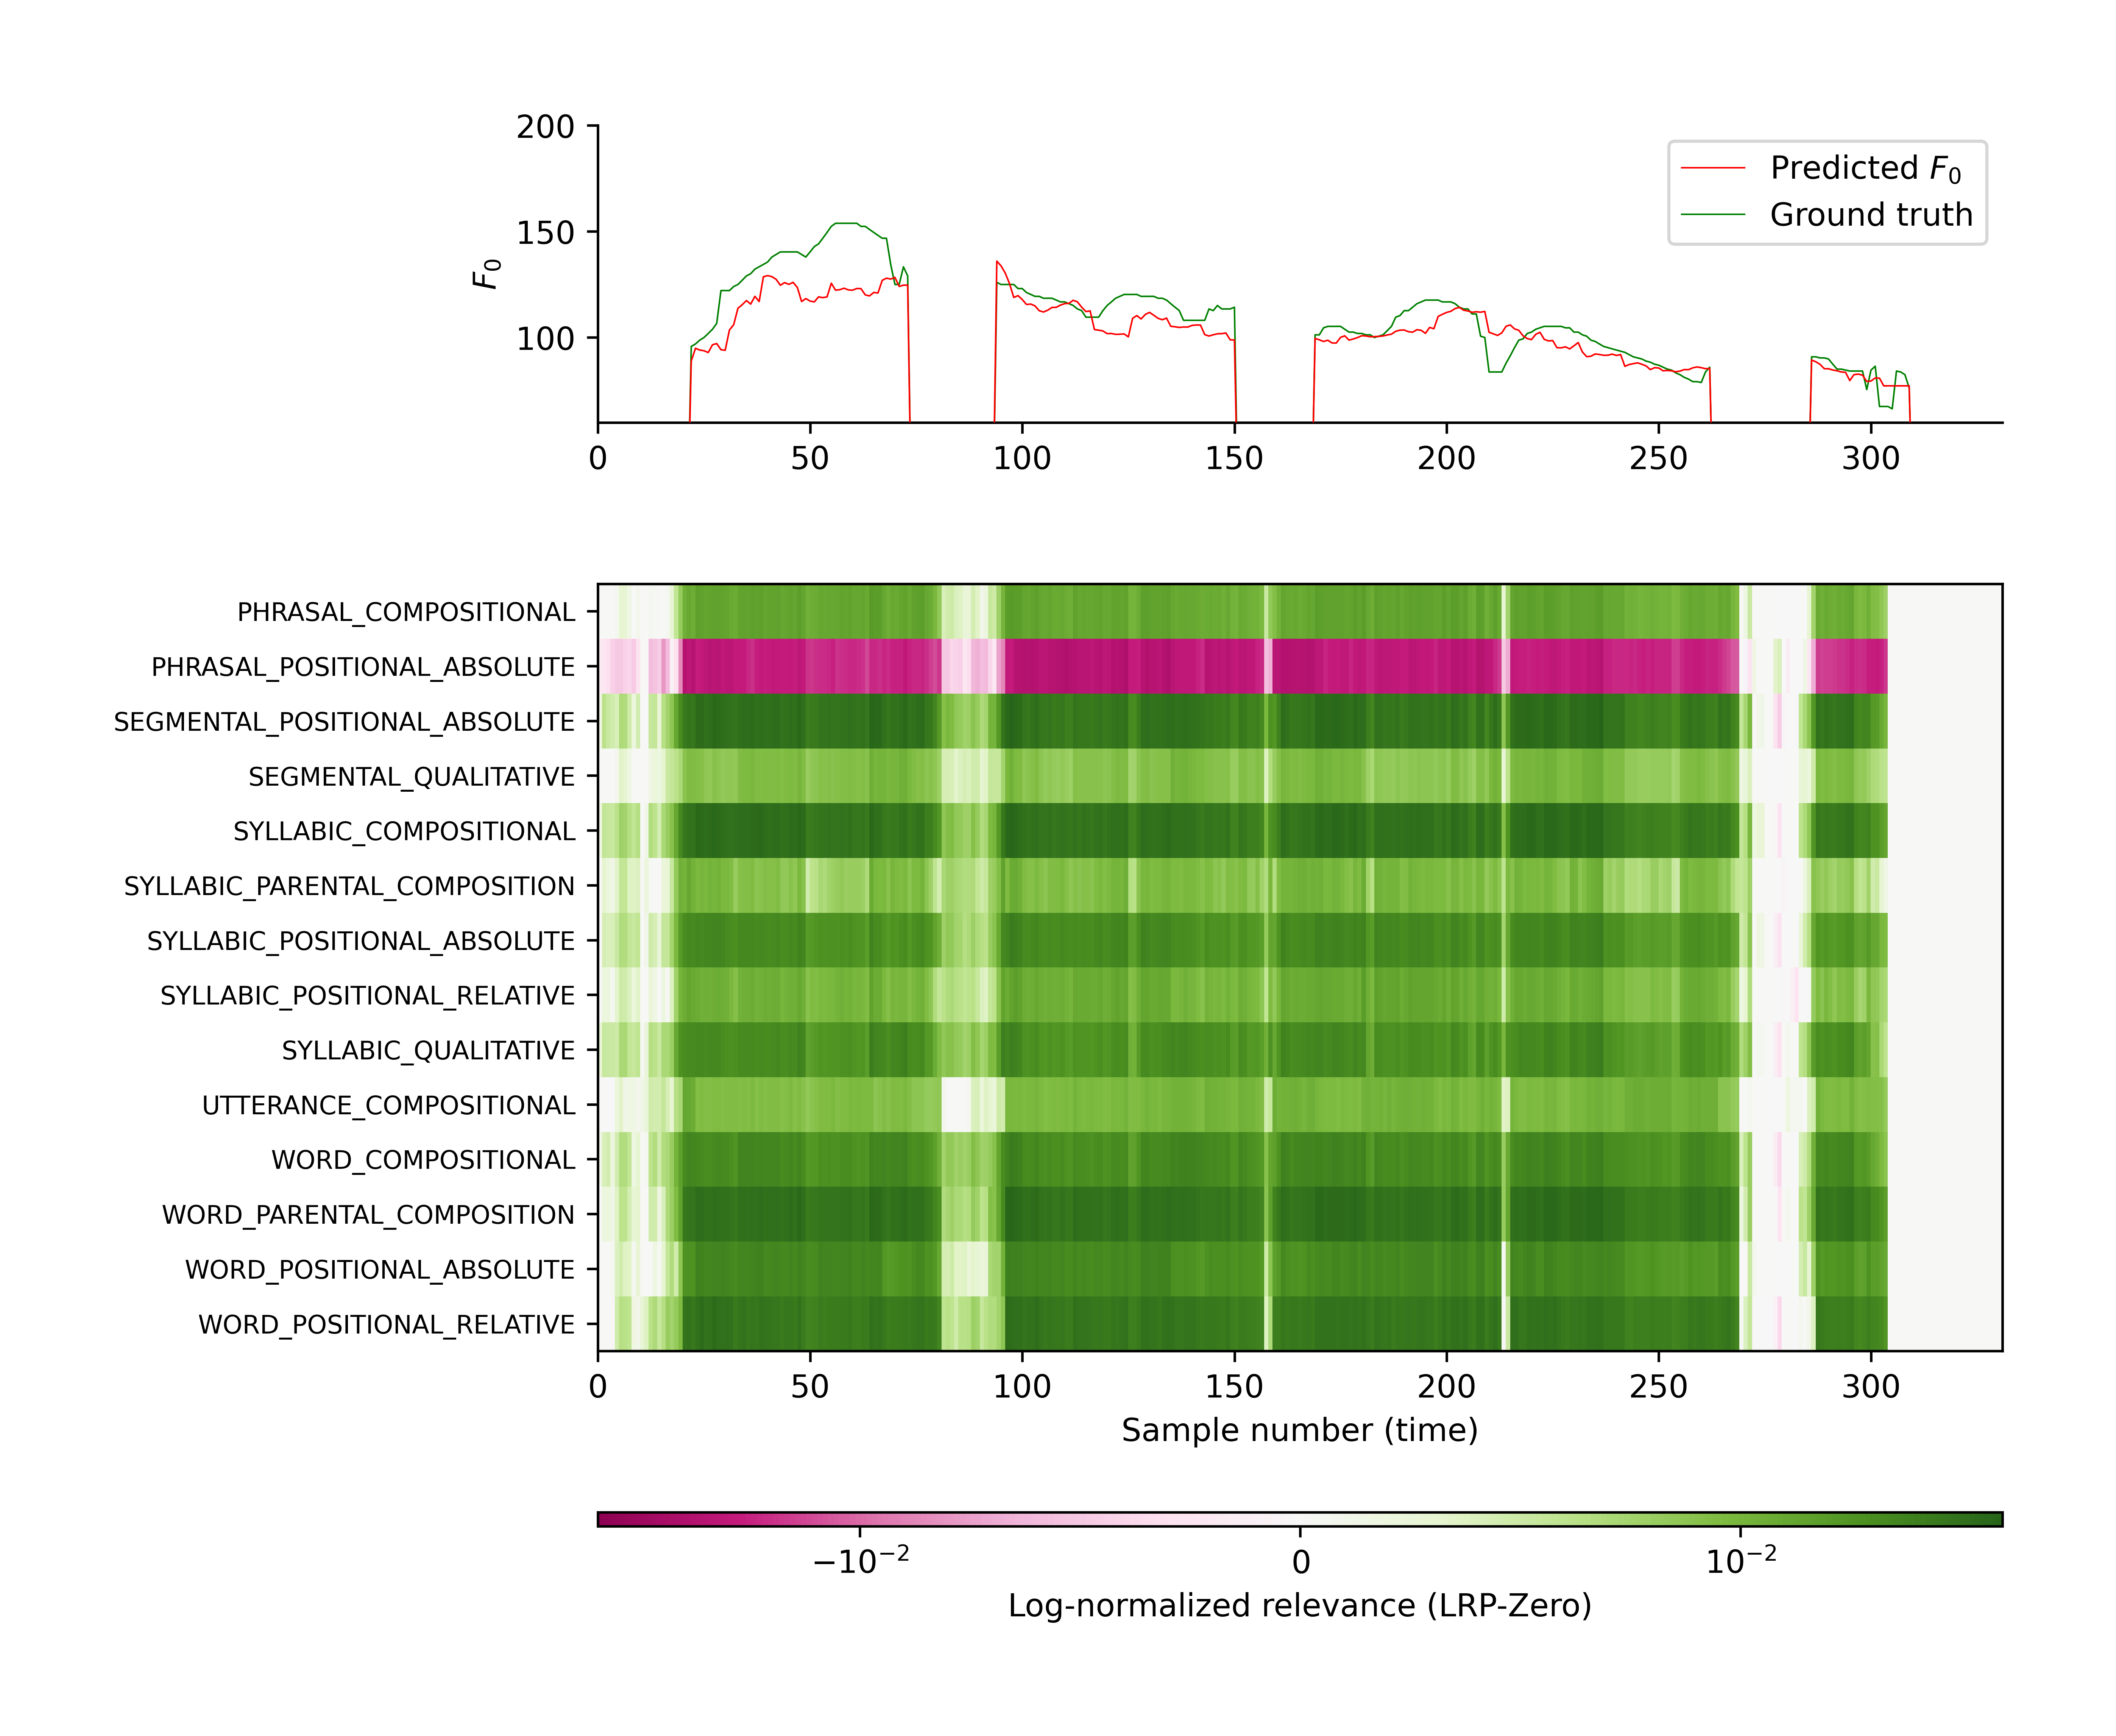 200
150
100
F0
Predicted F0
Ground truth
0 50 100 150 200 250 300
PHRASAL_COMPOSITIONAL
PHRASAL_POSITIONAL_ABSOLUTE
SEGMENTAL_POSITIONAL_ABSOLUTE
SEGMENTAL_QUALITATIVE
SYLLABIC_COMPOSITIONAL
SYLLABIC_PARENTAL_COMPOSITION
SYLLABIC_POSITIONAL_ABSOLUTE
SYLLABIC_POSITIONAL_RELATIVE
SYLLABIC_QUALITATIVE
UTTERANCE_COMPOSITIONAL
WORD_COMPOSITIONAL
WORD_PARENTAL_COMPOSITION
WORD_POSITIONAL_ABSOLUTE
WORD_POSITIONAL_RELATIVE
0 50 100 150 200 250 300
Sample number (time)
−10⁻² 0 10⁻²
Log-normalized relevance (LRP-Zero)